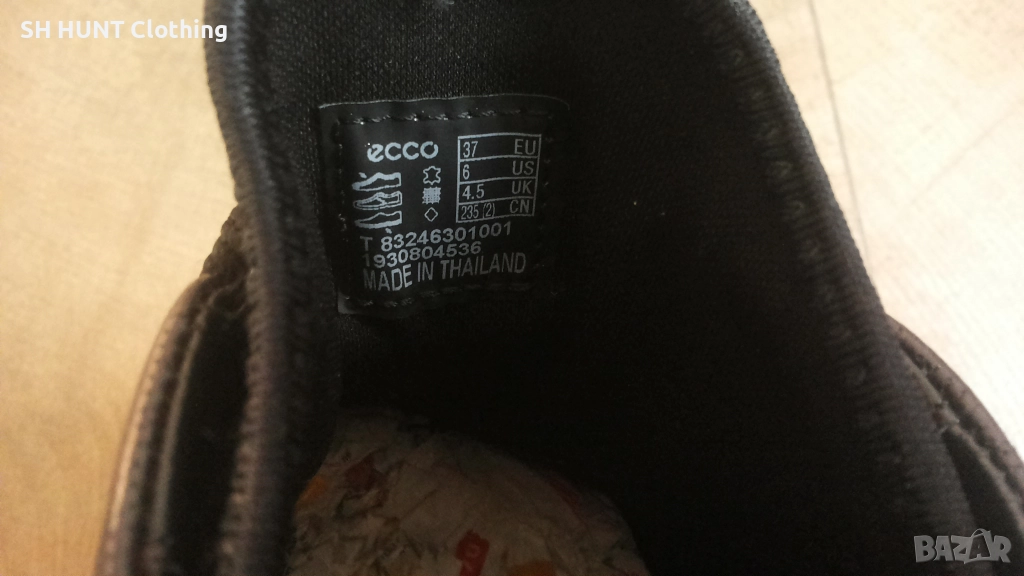 SH HUNT Clothing
ecco
37 EU
6 US
4.5 UK
235 (2) CN
T 83246301001
1930804536
MADE IN THAILAND
BAZAR